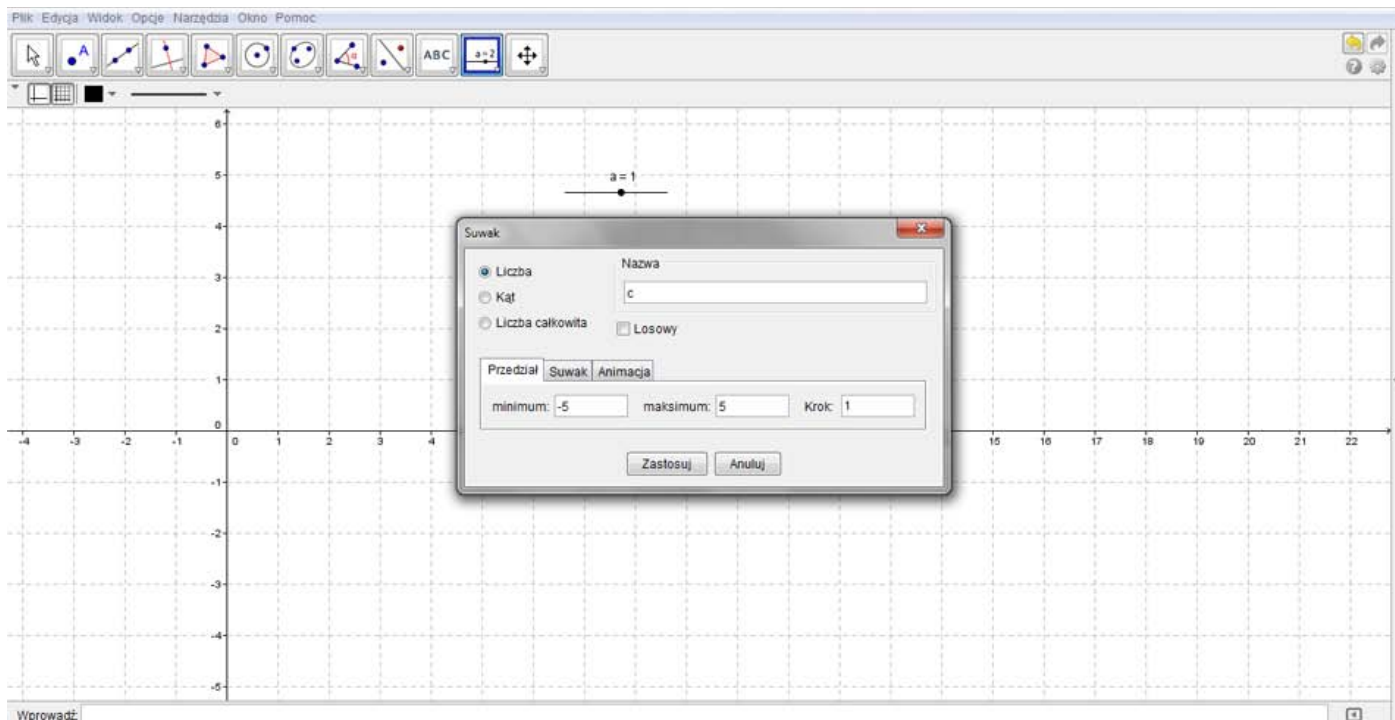 Plik Edycja Widok Opcje Narzędzia Okno Pomoc
A α ABC a=2
6
5
a = 1
4
Suwak
Liczba
Nazwa
3
Kąt
c
2
Liczba całkowita
Losowy
Przedział Suwak Animacja
1
minimum: -5 maksimum: 5 Krok: 1
0
-4 -3 -2 -1 0 1 2 3 4 15 16 17 18 19 20 21 22
Zastosuj Anuluj
-1
-2
-3
-4
-5
Wprowadź: